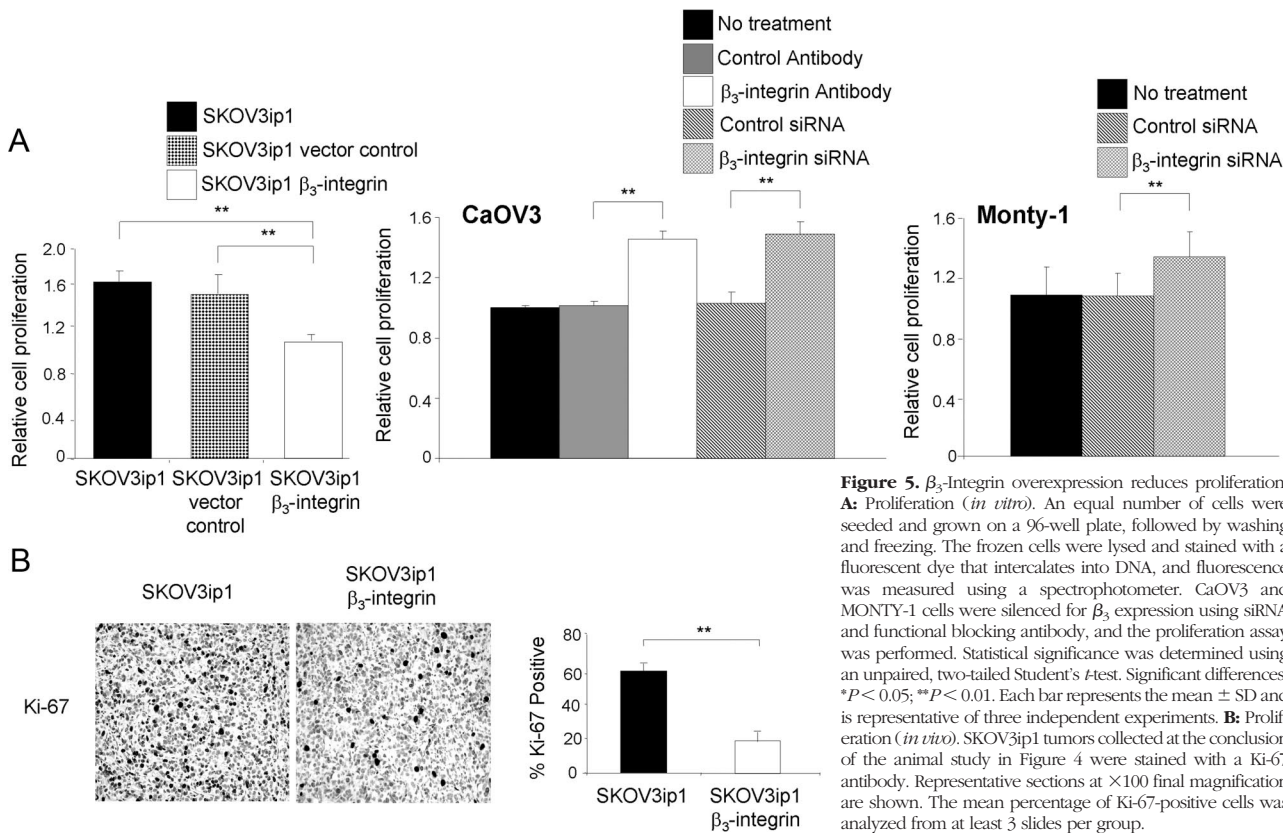 A
SKOV3ip1
SKOV3ip1 vector control
SKOV3ip1 β3-integrin
**
**
Relative cell proliferation
2.0
1.6
1.2
1.8
0.4
0
SKOV3ip1
SKOV3ip1
vector
control
SKOV3ip1
β3-integrin
No treatment
Control Antibody
β3-integrin Antibody
Control siRNA
β3-integrin siRNA
CaOV3
**
**
Relative cell proliferation
1.6
1.2
0.8
0.4
0
No treatment
Control siRNA
β3-integrin siRNA
Monty-1
**
Relative cell proliferation
1.6
1.2
0.8
0.4
0
B
SKOV3ip1
SKOV3ip1
β3-integrin
Ki-67
% Ki-67 Positive
80
60
40
20
0
**
SKOV3ip1
SKOV3ip1
β3-integrin
Figure 5. β3-Integrin overexpression reduces proliferation
A: Proliferation (in vitro). An equal number of cells were
seeded and grown on a 96-well plate, followed by washing
and freezing. The frozen cells were lysed and stained with a
fluorescent dye that intercalates into DNA, and fluorescence
was measured using a spectrophotometer. CaOV3 and
MONTY-1 cells were silenced for β3 expression using siRNA
and functional blocking antibody, and the proliferation assay
was performed. Statistical significance was determined using
an unpaired, two-tailed Student's t-test. Significant differences
*P < 0.05; **P < 0.01. Each bar represents the mean ± SD and
is representative of three independent experiments. B: Prolif
eration (in vivo). SKOV3ip1 tumors collected at the conclusion
of the animal study in Figure 4 were stained with a Ki-67
antibody. Representative sections at ×100 final magnification
are shown. The mean percentage of Ki-67-positive cells was
analyzed from at least 3 slides per group.